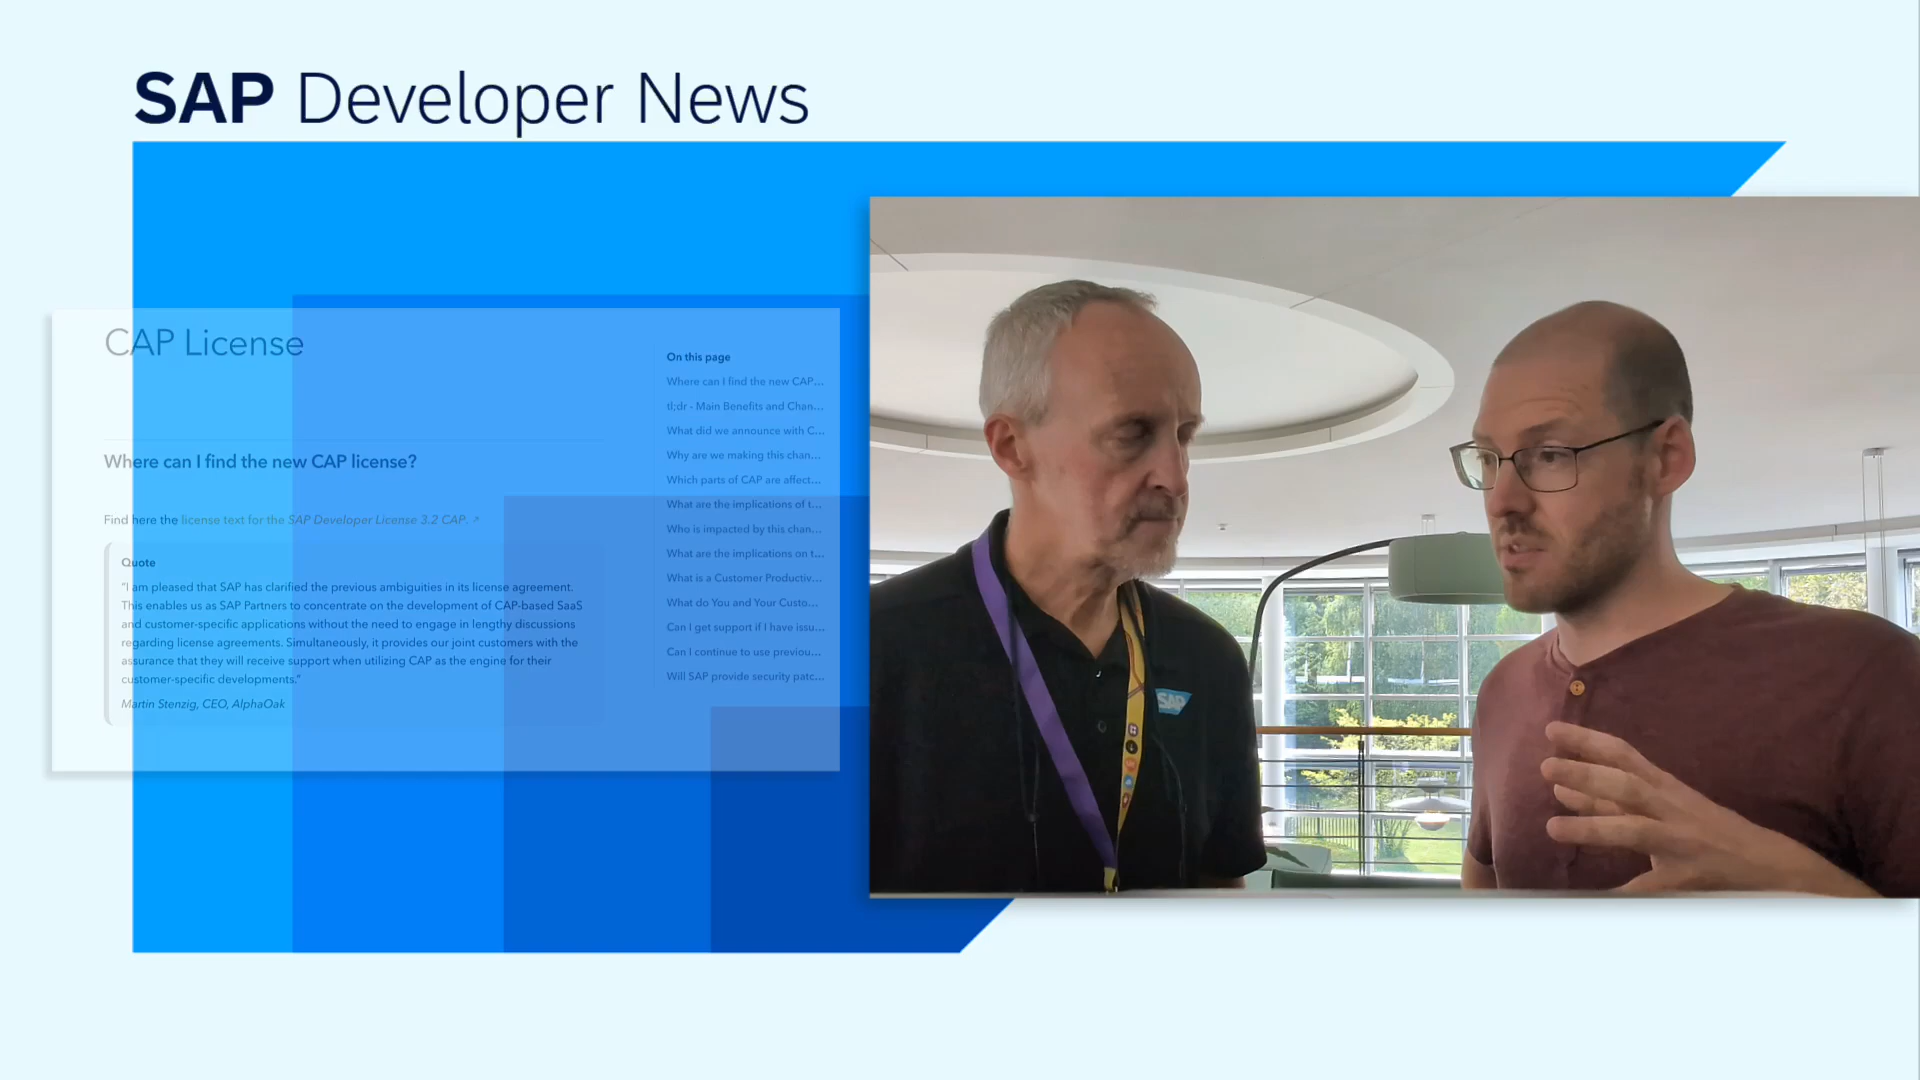 SAP Developer News
CAP License
Where can I find the new CAP license?
Find here the license text for the SAP Developer License 3.2 CAP. ↗
Quote
"I am pleased that SAP has clarified the previous ambiguities in its license agreement.
This enables us as SAP Partners to concentrate on the development of CAP-based SaaS
and customer-specific applications without the need to engage in lengthy discussions
regarding license agreements. Simultaneously, it provides our joint customers with the
assurance that they will receive support when utilizing CAP as the engine for their
customer-specific developments."
Martin Stenzig, CEO, AlphaOak
On this page
Where can I find the new CAP...
tl;dr - Main Benefits and Chan...
What did we announce with C...
Why are we making this chan...
Which parts of CAP are affect...
What are the implications of t...
Who is impacted by this chan...
What are the implications on t...
What is a Customer Productiv...
What do You and Your Custo...
Can I get support if I have issu...
Can I continue to use previou...
Will SAP provide security patc...
SAP